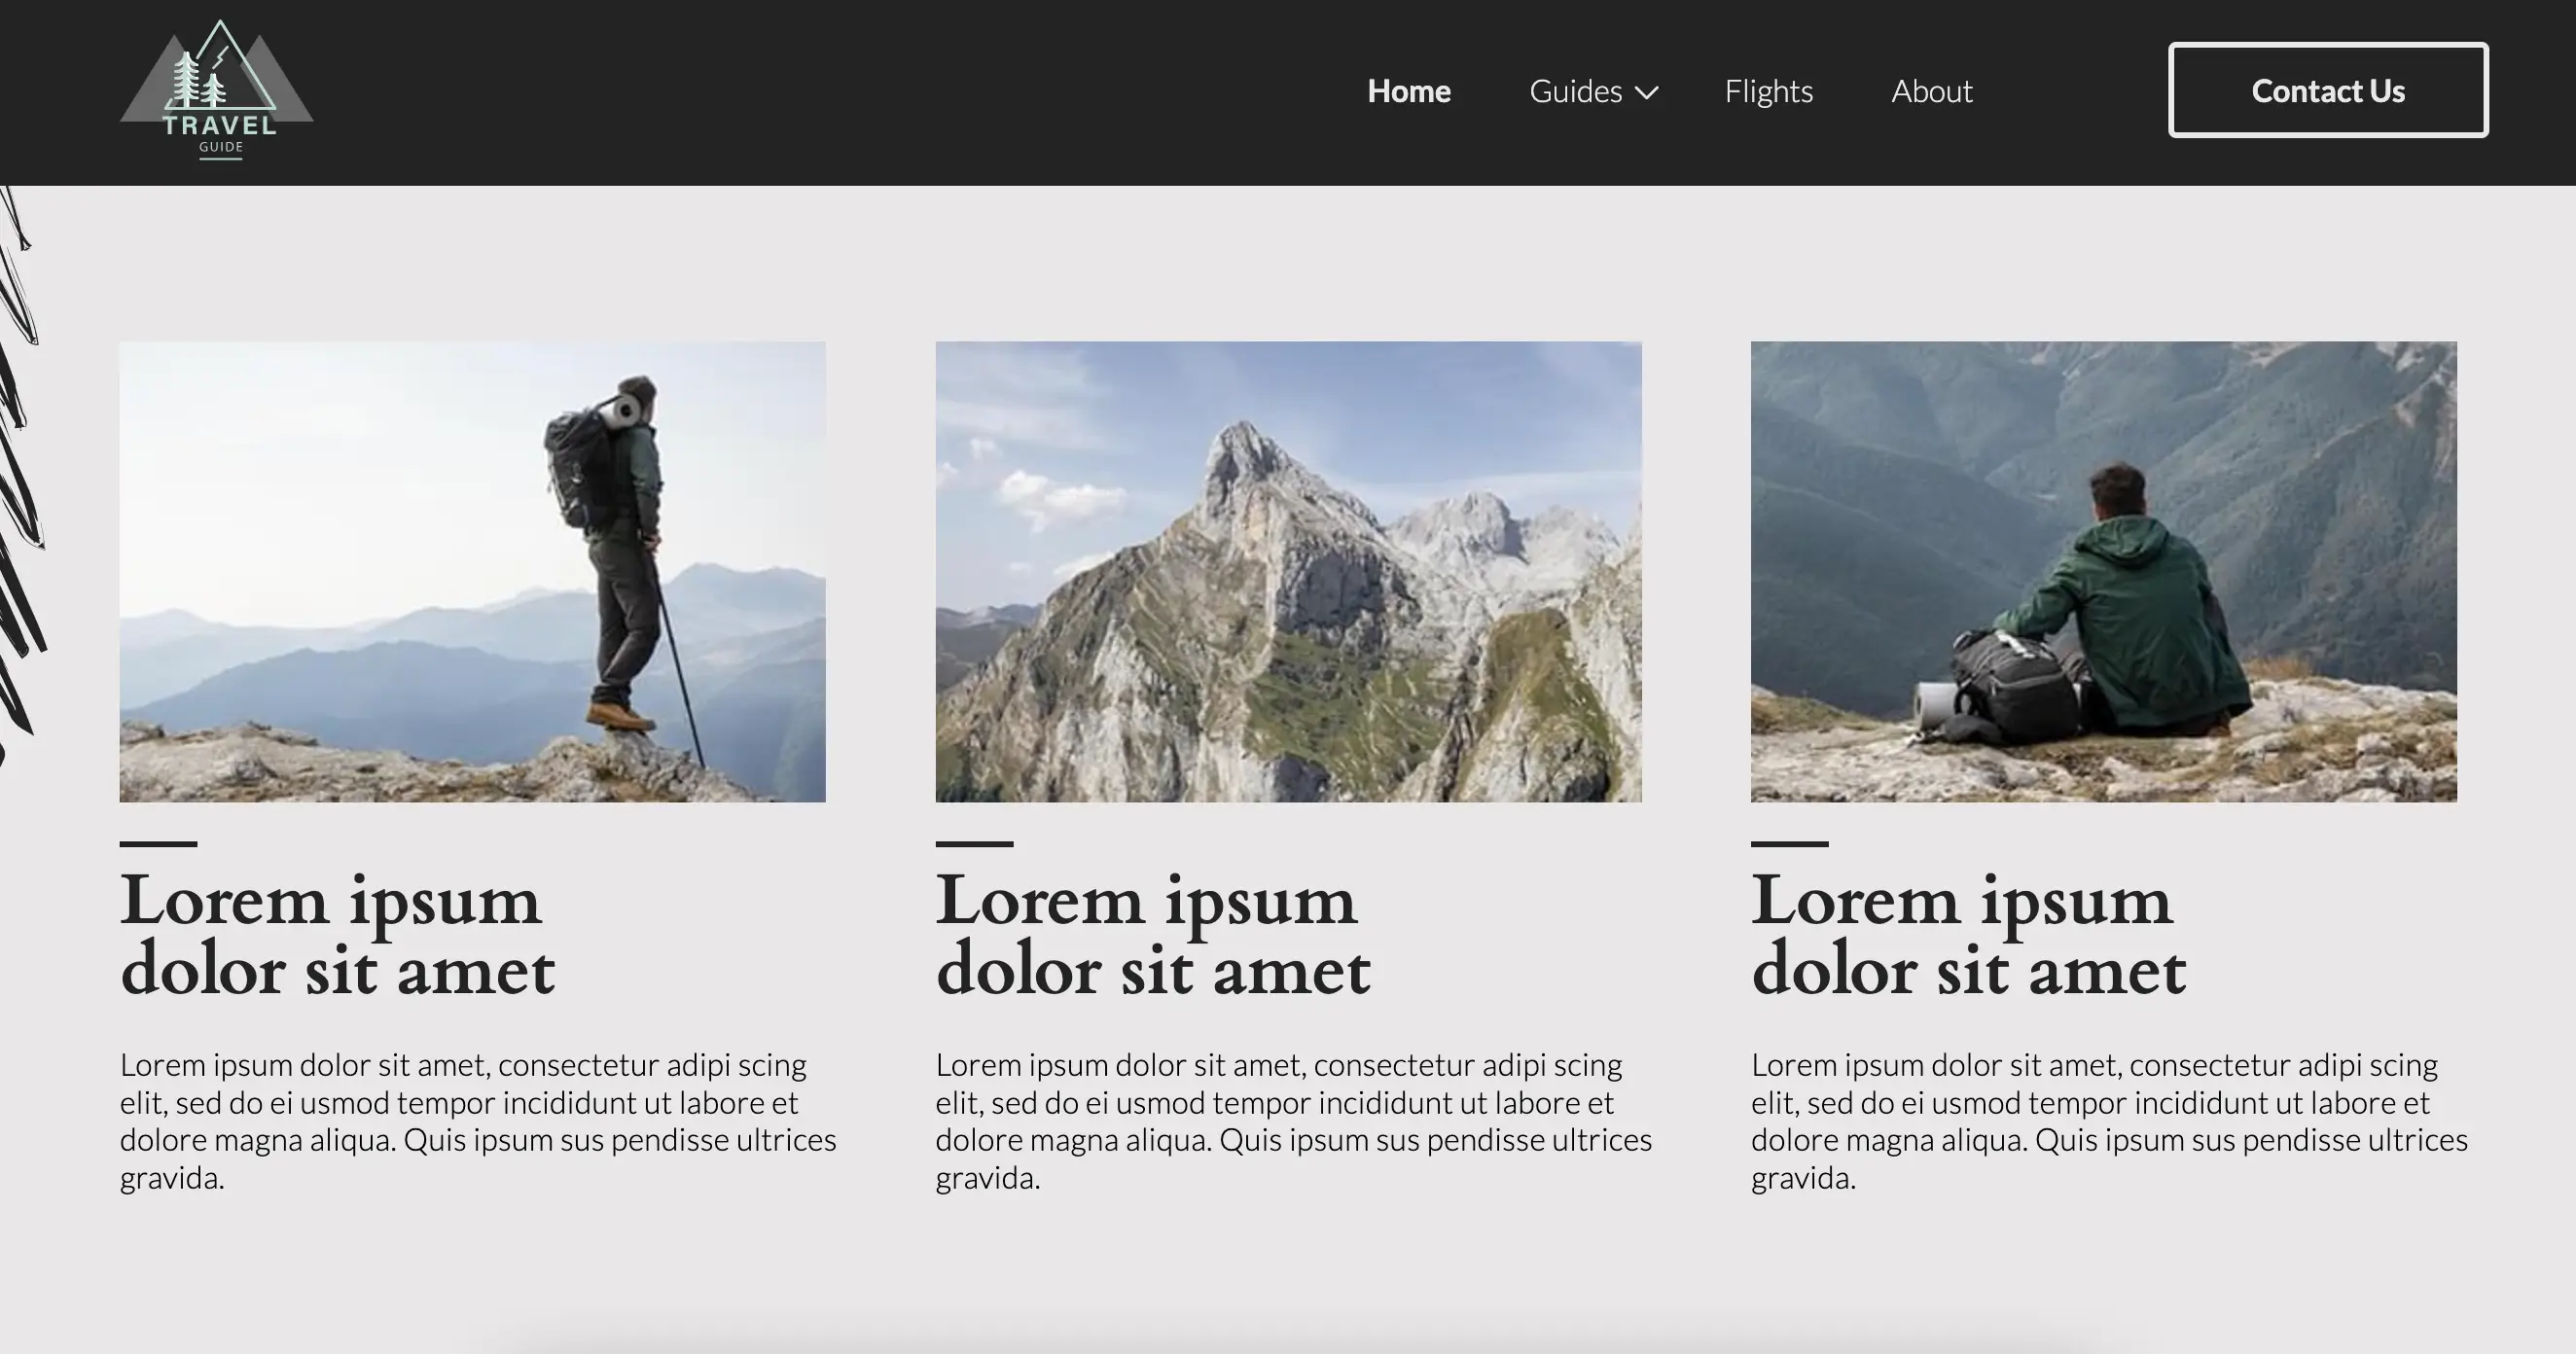 TRAVEL
GUIDE
Home Guides Flights About Contact Us
Lorem ipsum
dolor sit amet
Lorem ipsum dolor sit amet, consectetur adipi scing
elit, sed do ei usmod tempor incididunt ut labore et
dolore magna aliqua. Quis ipsum sus pendisse ultrices
gravida.
Lorem ipsum
dolor sit amet
Lorem ipsum dolor sit amet, consectetur adipi scing
elit, sed do ei usmod tempor incididunt ut labore et
dolore magna aliqua. Quis ipsum sus pendisse ultrices
gravida.
Lorem ipsum
dolor sit amet
Lorem ipsum dolor sit amet, consectetur adipi scing
elit, sed do ei usmod tempor incididunt ut labore et
dolore magna aliqua. Quis ipsum sus pendisse ultrices
gravida.